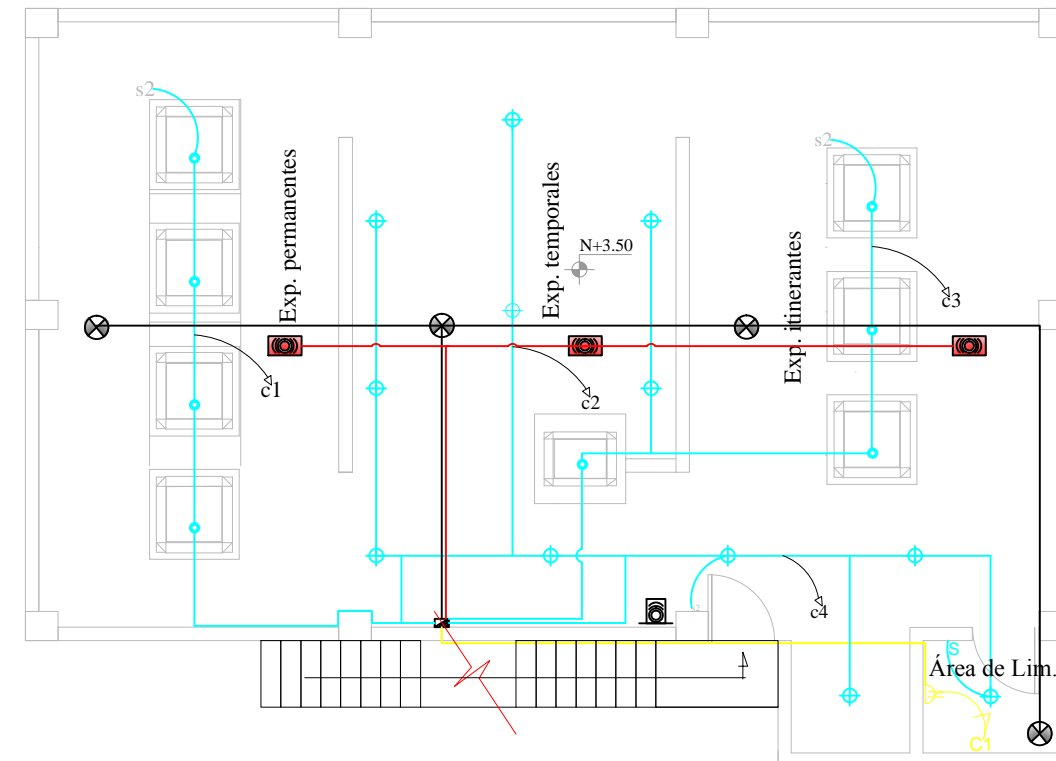 s2
Exp. permanentes
Exp. temporales
N+3.50
s2
Exp. itinerantes
c3
c1
c2
c4
S
Área de Lim.
C1